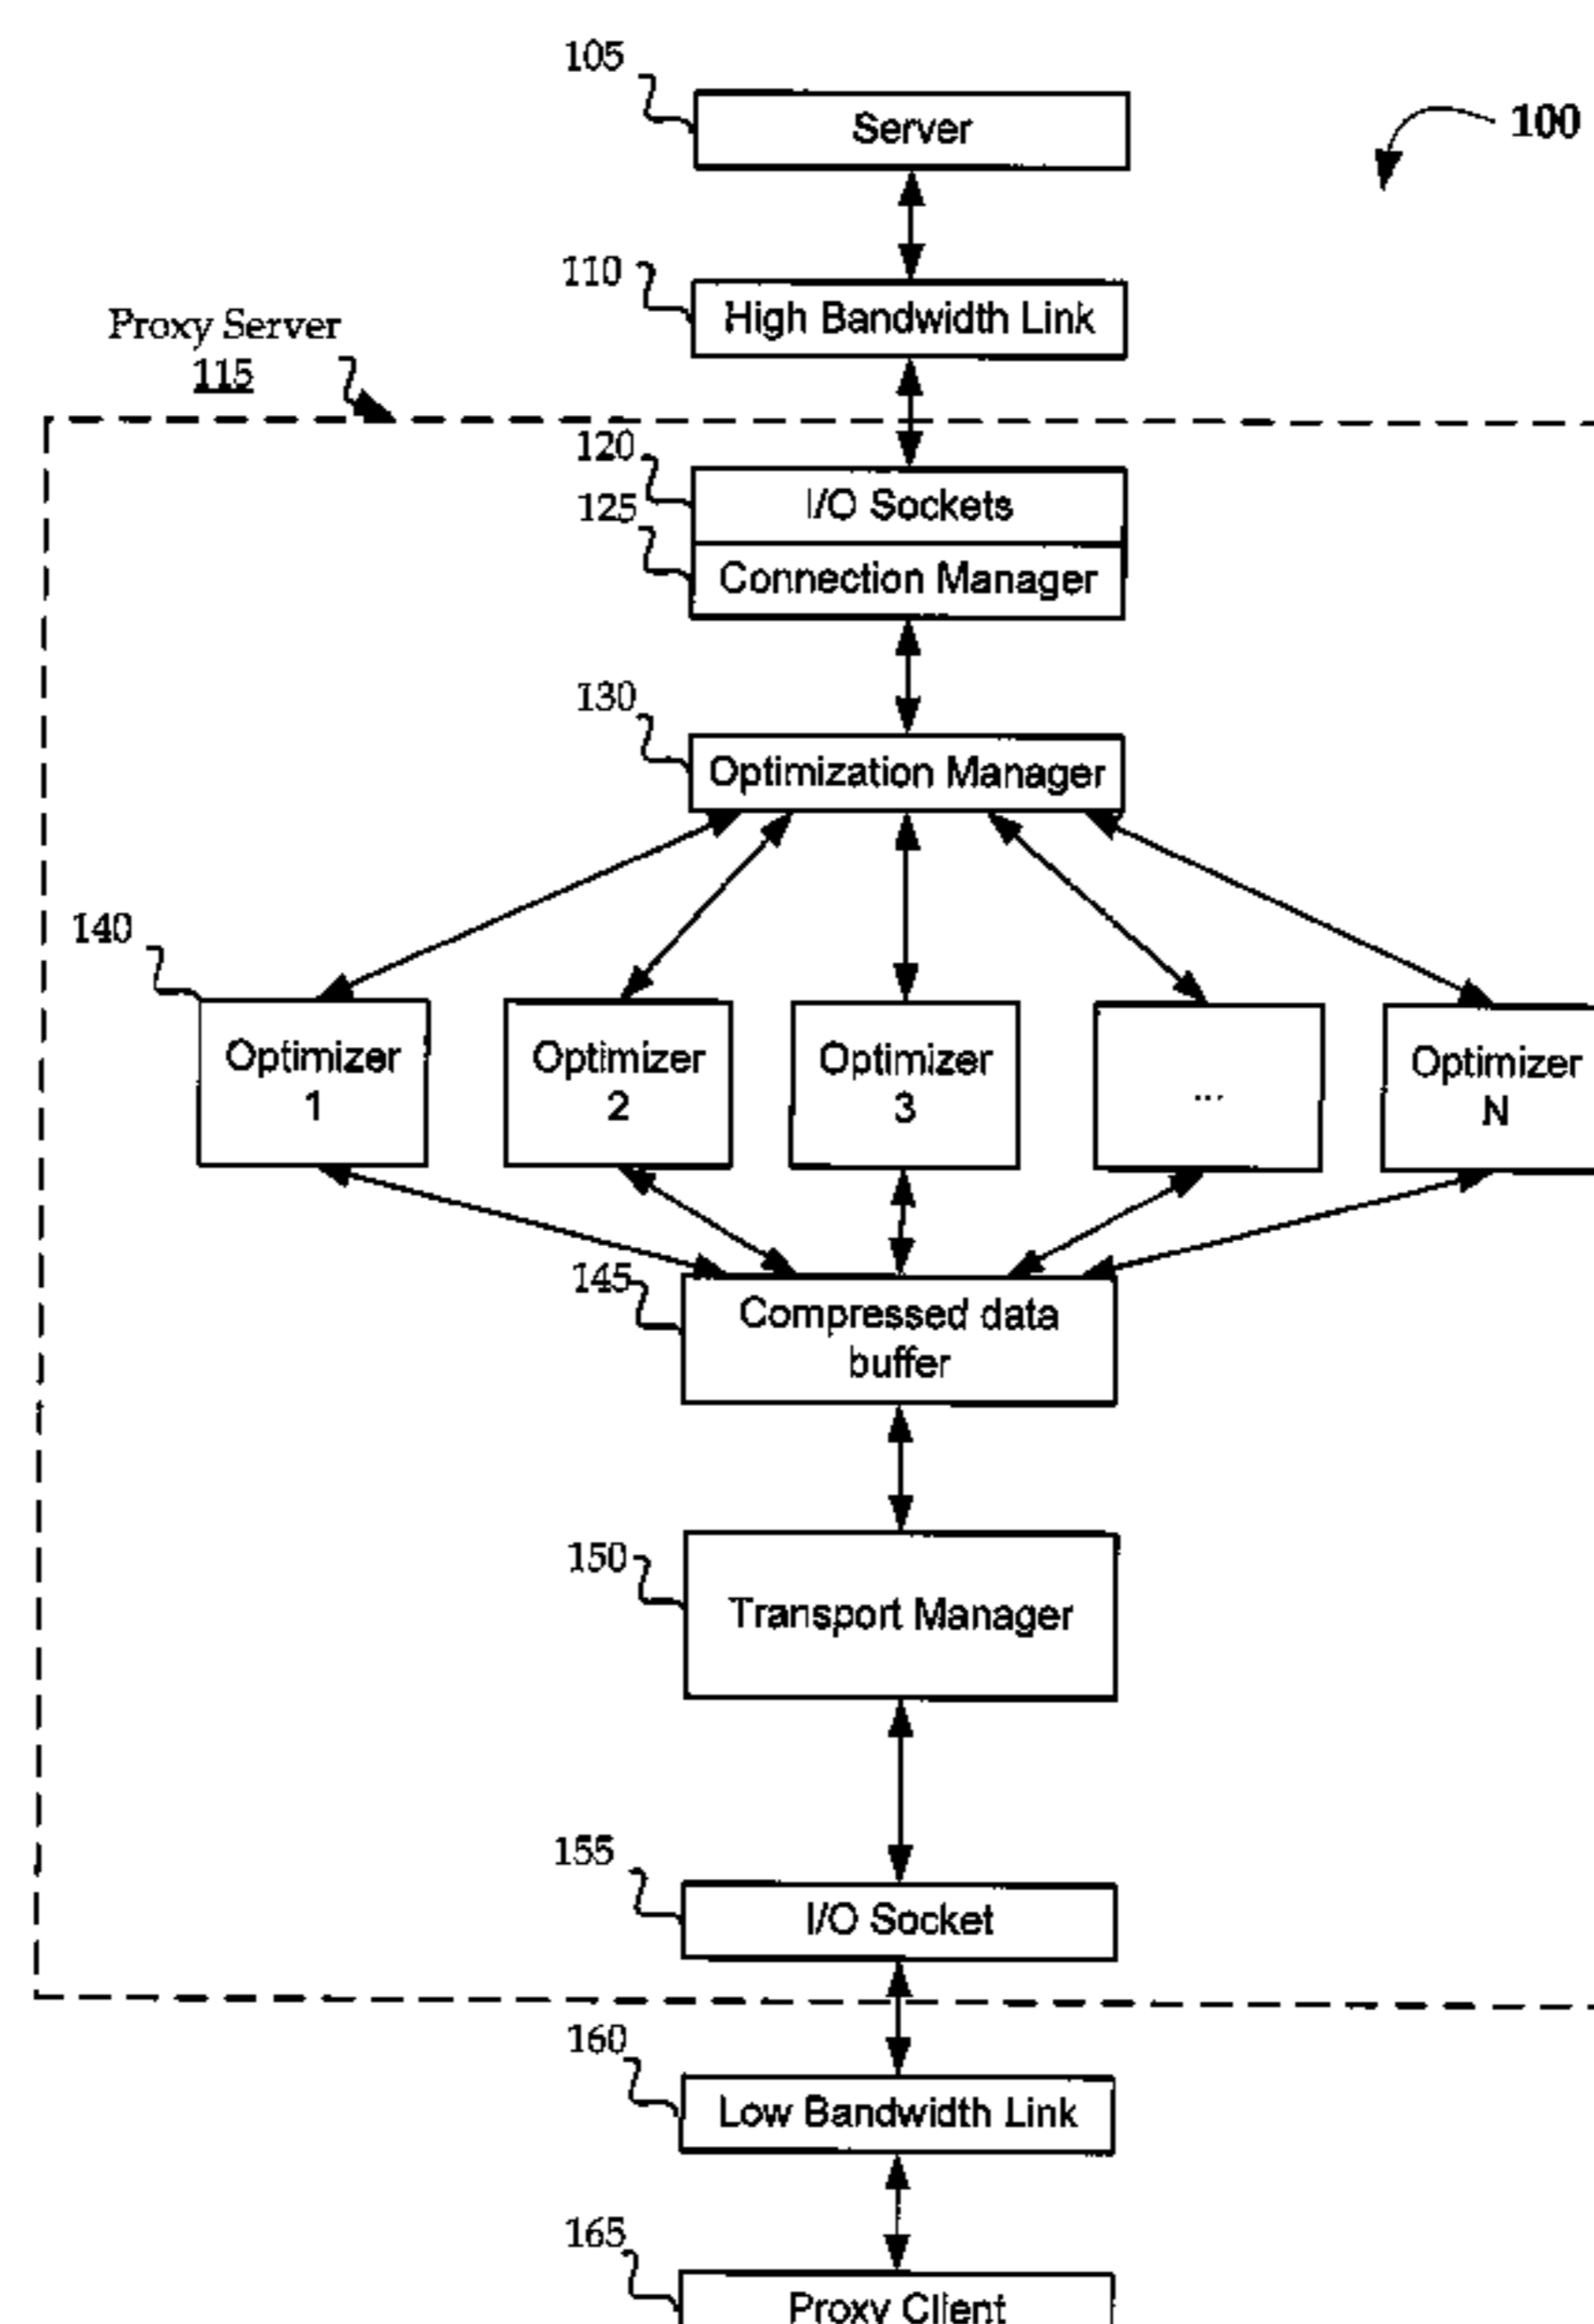 105
Server
100
110
High Bandwidth Link
Proxy Server
115
120
I/O Sockets
125
Connection Manager
130
Optimization Manager
140
Optimizer
1
Optimizer
2
Optimizer
3
...
Optimizer
N
145
Compressed data
buffer
150
Transport Manager
155
I/O Socket
160
Low Bandwidth Link
165
Proxy Client